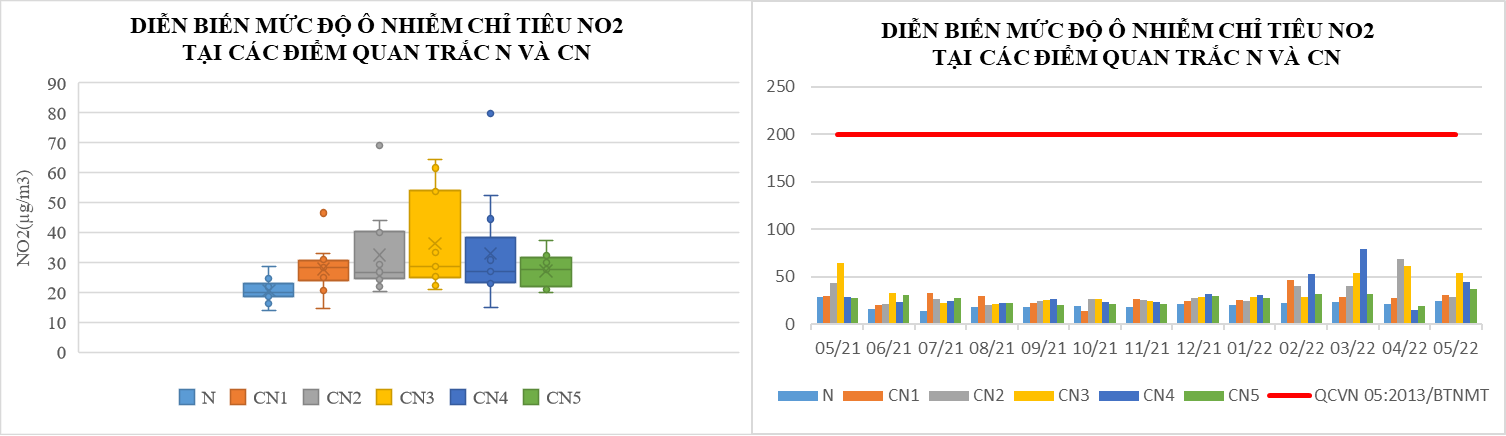 DIỄN BIẾN MỨC ĐỘ Ô NHIỄM CHỈ TIÊU NO2
TẠI CÁC ĐIỂM QUAN TRẮC N VÀ CN
90
80
70
60
50
40
30
20
10
0
NO2(µg/m3)
N CN1 CN2 CN3 CN4 CN5
DIỄN BIẾN MỨC ĐỘ Ô NHIỄM CHỈ TIÊU NO2
TẠI CÁC ĐIỂM QUAN TRẮC N VÀ CN
250
200
150
100
50
0
05/21 06/21 07/21 08/21 09/21 10/21 11/21 12/21 01/22 02/22 03/22 04/22 05/22
N CN1 CN2 CN3 CN4 CN5 QCVN 05:2013/BTNMT